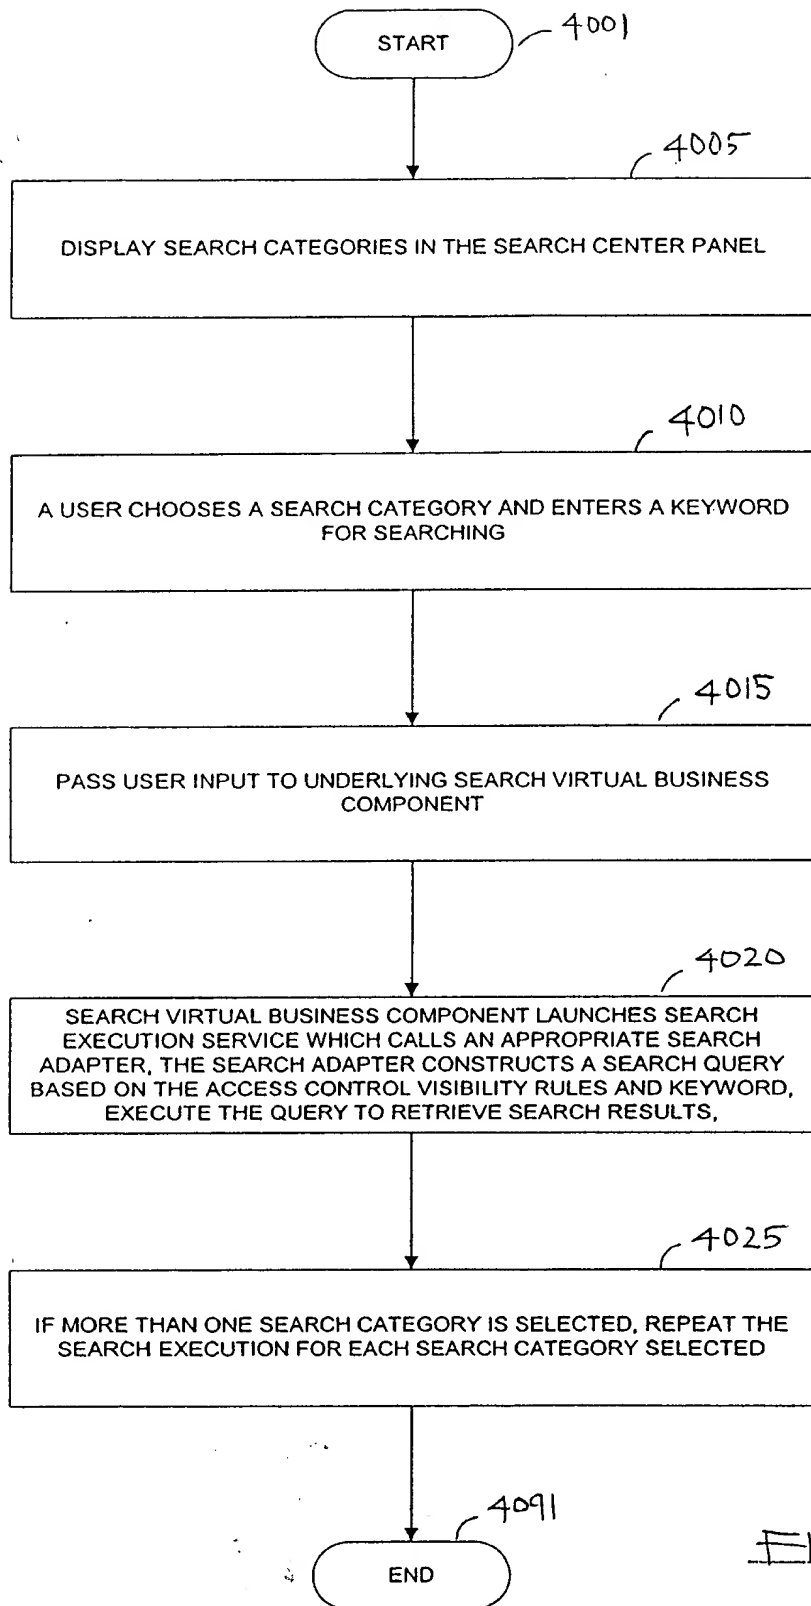 START
4001
4005
DISPLAY SEARCH CATEGORIES IN THE SEARCH CENTER PANEL
4010
A USER CHOOSES A SEARCH CATEGORY AND ENTERS A KEYWORD
FOR SEARCHING
4015
PASS USER INPUT TO UNDERLYING SEARCH VIRTUAL BUSINESS
COMPONENT
4020
SEARCH VIRTUAL BUSINESS COMPONENT LAUNCHES SEARCH
EXECUTION SERVICE WHICH CALLS AN APPROPRIATE SEARCH
ADAPTER, THE SEARCH ADAPTER CONSTRUCTS A SEARCH QUERY
BASED ON THE ACCESS CONTROL VISIBILITY RULES AND KEYWORD,
EXECUTE THE QUERY TO RETRIEVE SEARCH RESULTS,
4025
IF MORE THAN ONE SEARCH CATEGORY IS SELECTED, REPEAT THE
SEARCH EXECUTION FOR EACH SEARCH CATEGORY SELECTED
4091
END